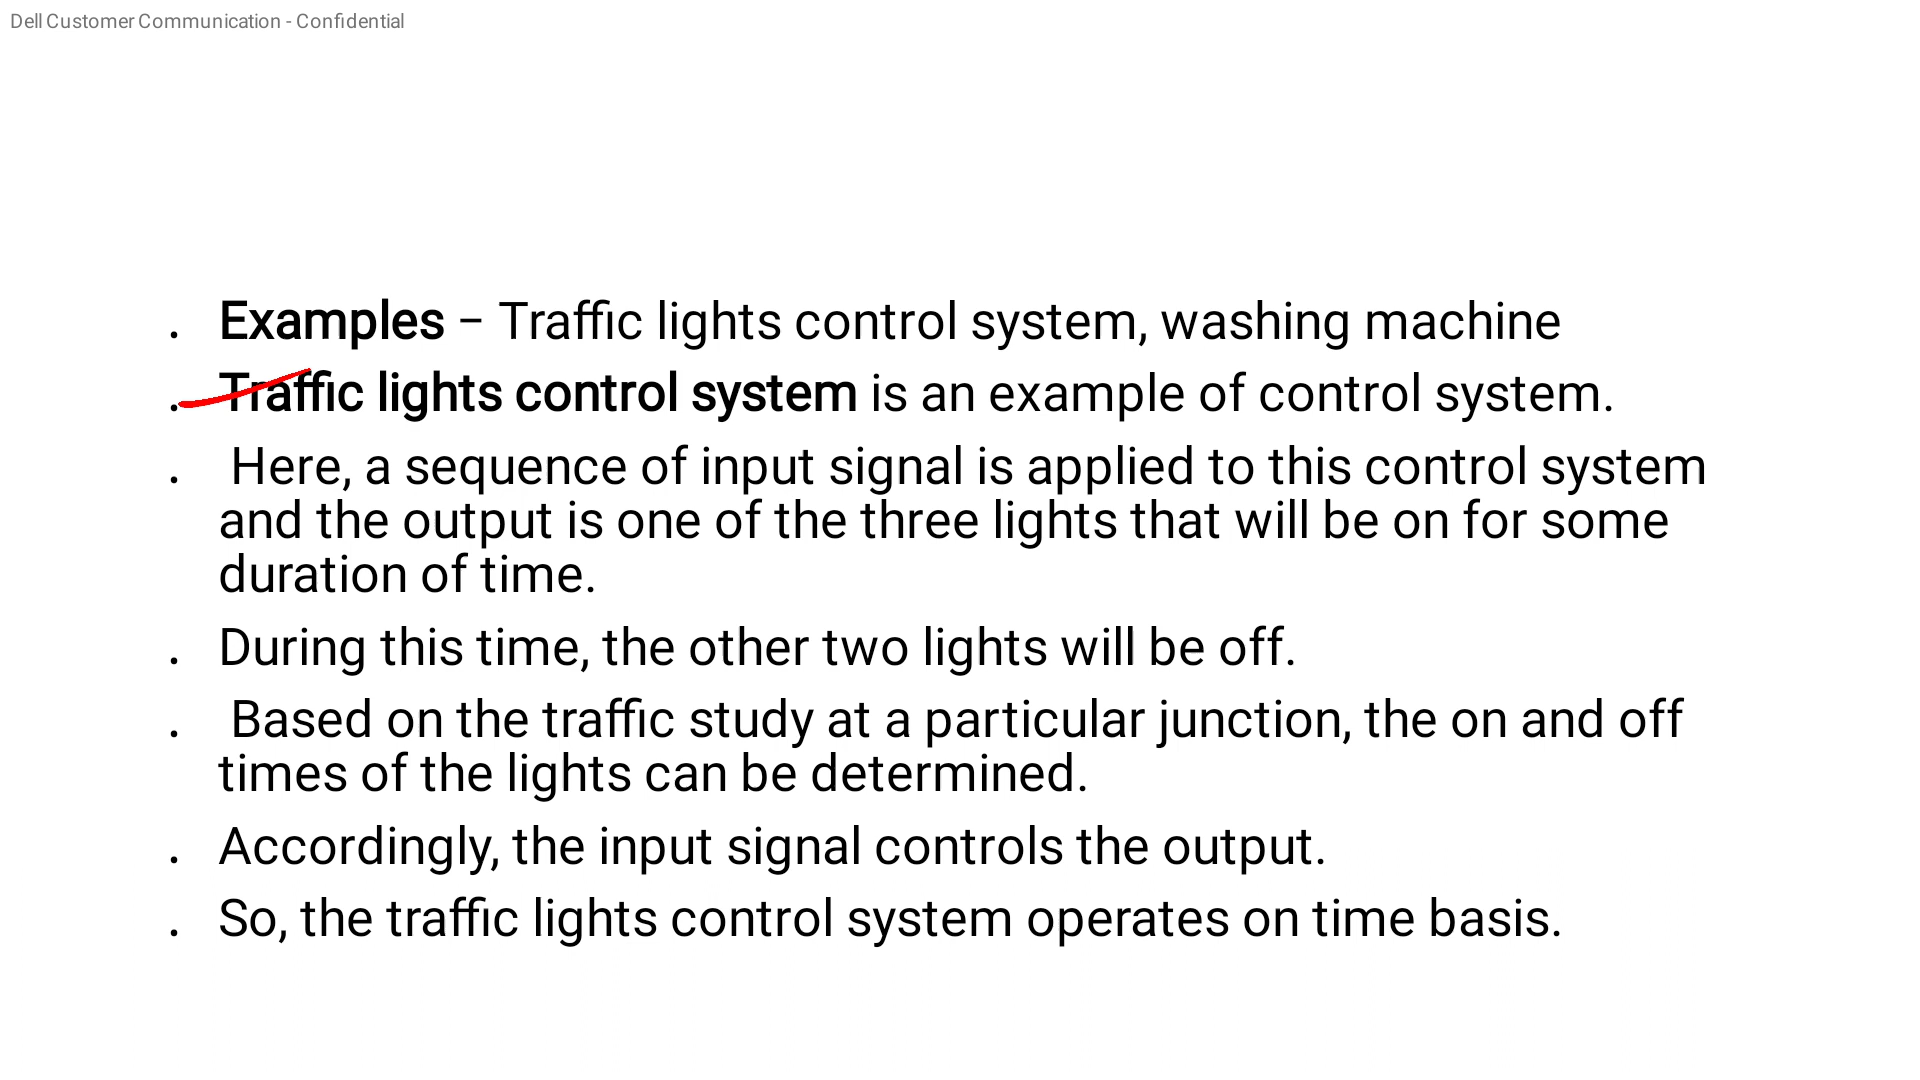 Dell Customer Communication - Confidential
. Examples − Traffic lights control system, washing machine
. Traffic lights control system is an example of control system.
. Here, a sequence of input signal is applied to this control system
and the output is one of the three lights that will be on for some
duration of time.
. During this time, the other two lights will be off.
. Based on the traffic study at a particular junction, the on and off
times of the lights can be determined.
. Accordingly, the input signal controls the output.
. So, the traffic lights control system operates on time basis.